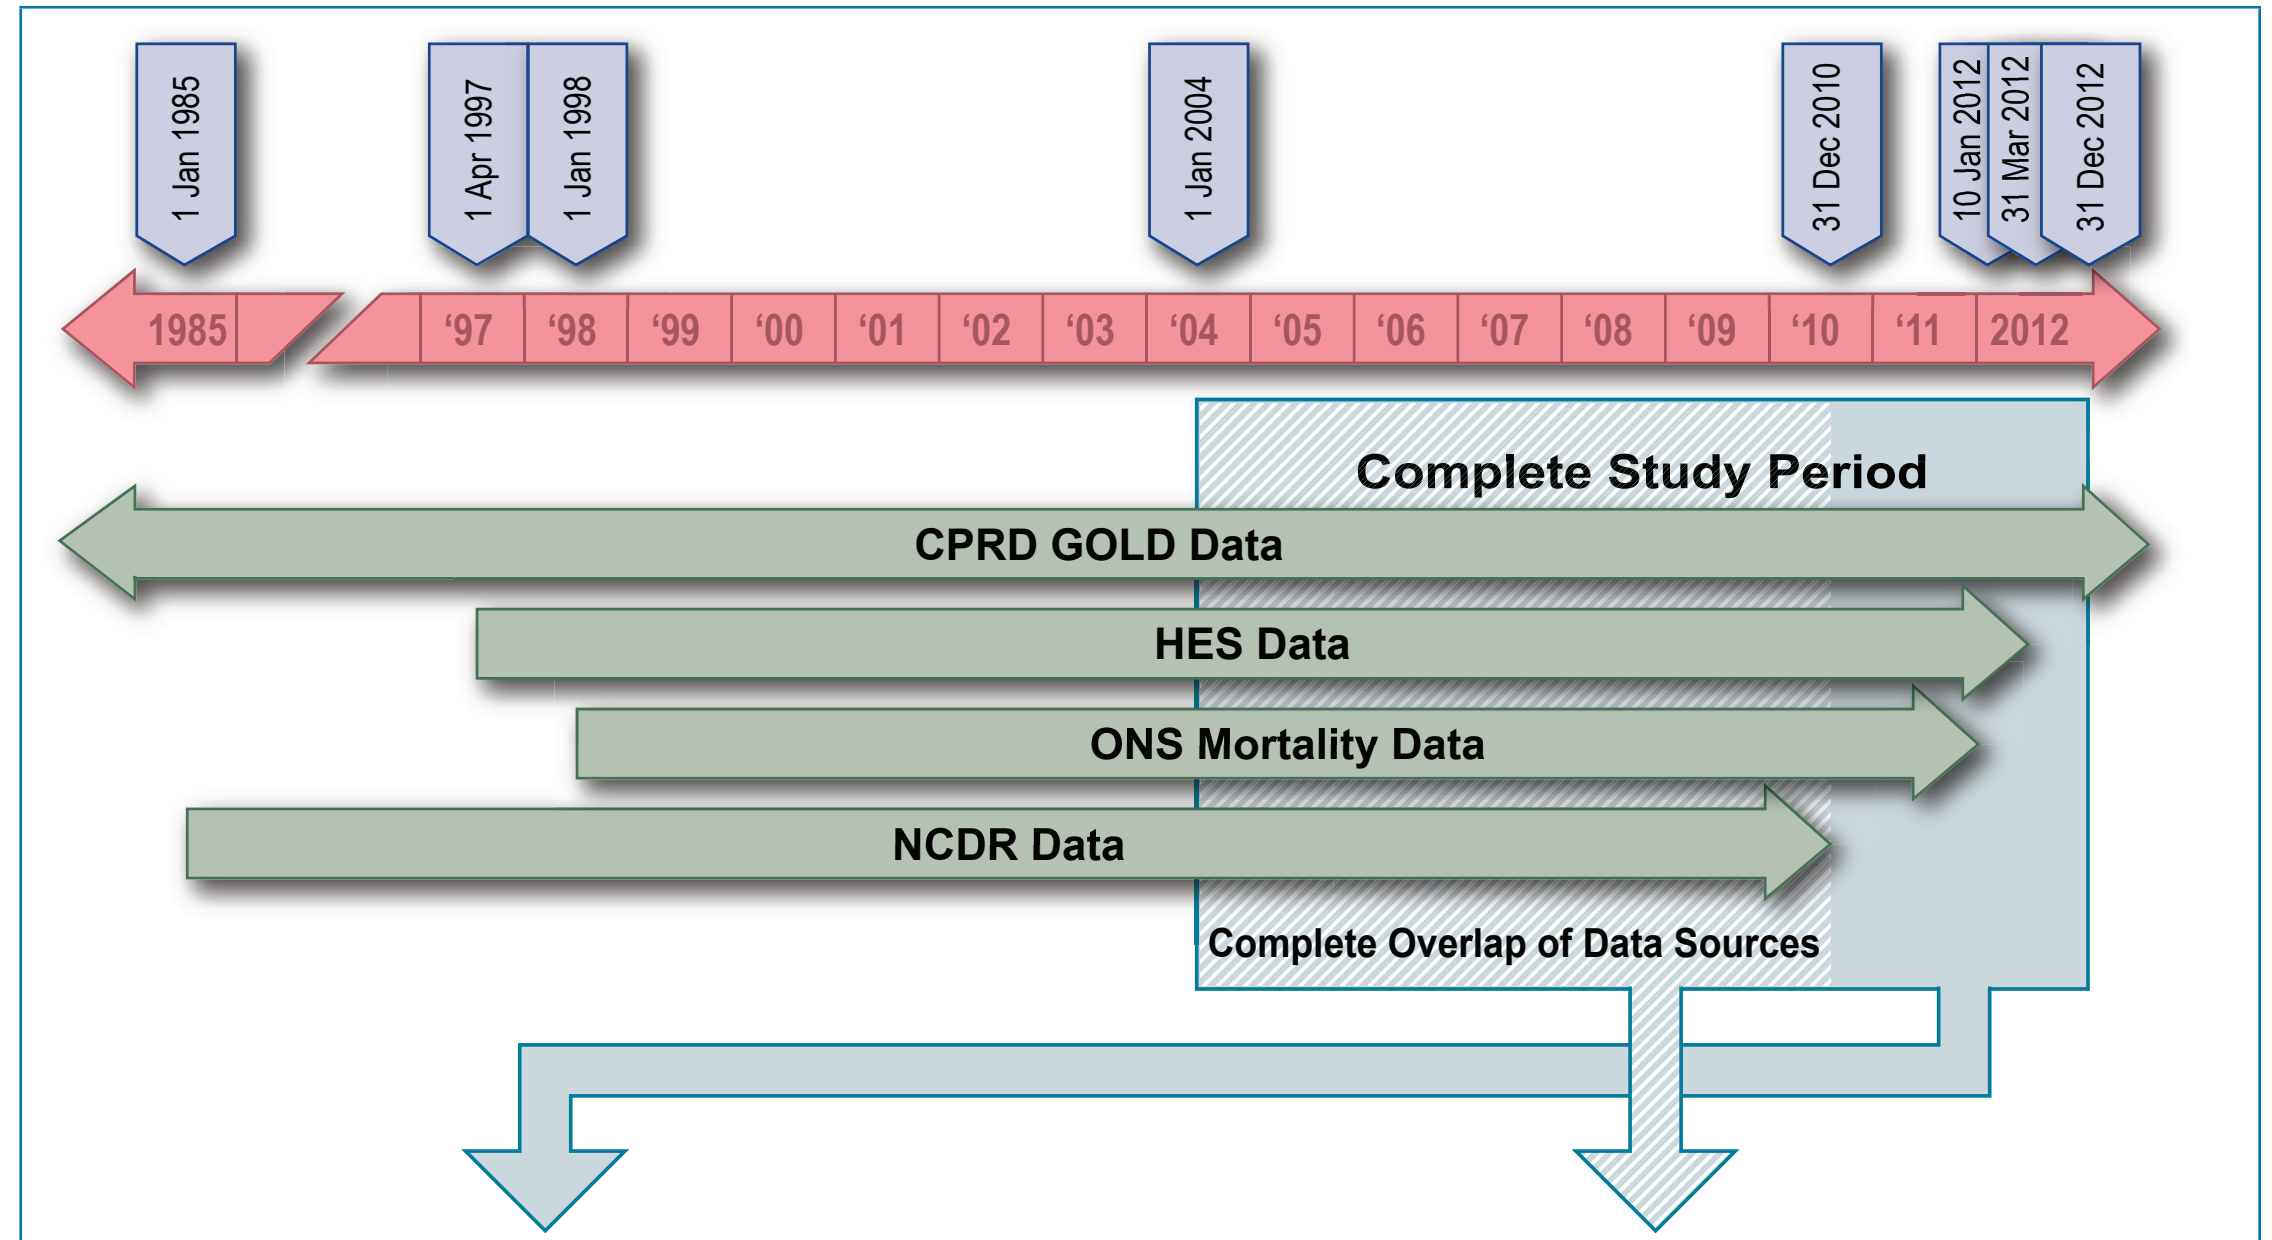 1 Jan 1985
1 Apr 1997
1 Jan 1998
1 Jan 2004
31 Dec 2010
10 Jan 2012
31 Mar 2012
31 Dec 2012
1985 ‘97 ‘98 ‘99 ‘00 ‘01 ‘02 ‘03 ‘04 ‘05 ‘06 ‘07 ‘08 ‘09 ‘10 ‘11 2012
Complete Study Period
CPRD GOLD Data
HES Data
ONS Mortality Data
NCDR Data
Complete Overlap of Data Sources